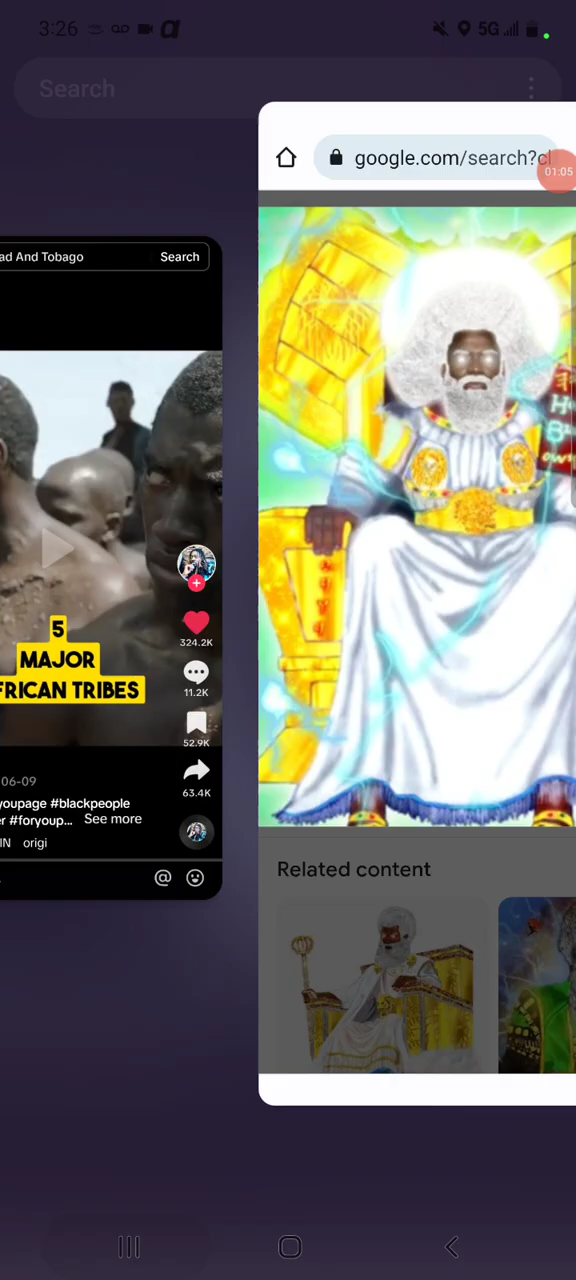 3:26
5G
Search
google.com/search?cl
01:05
ad And Tobago
Search
5
MAJOR
FRICAN TRIBES
324.2K
11.2K
52.9K
63.4K
06-09
youpage #blackpeople
er #foryoup... See more
IN origi
@
Related content